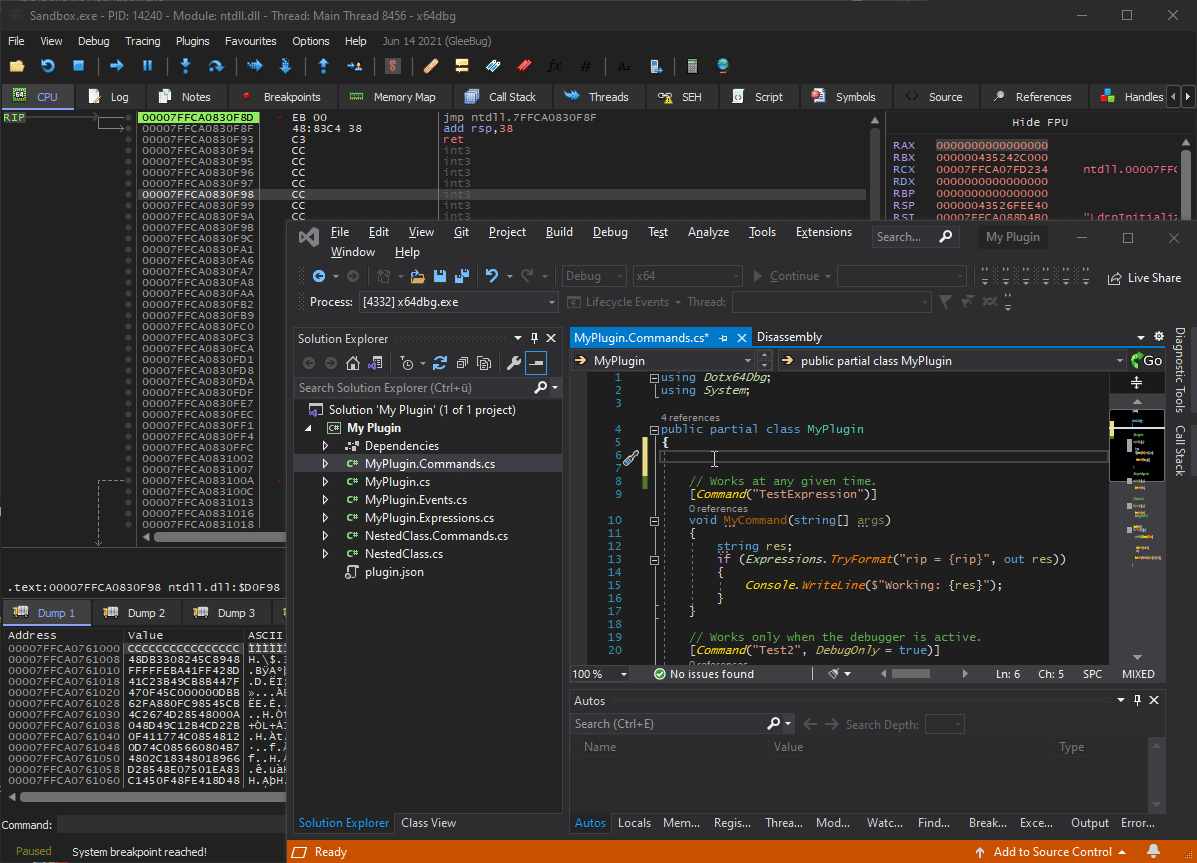 Sandbox.exe - PID: 14240 - Module: ntdll.dll - Thread: Main Thread 8456 - x64dbg
File View Debug Tracing Plugins Favourites Options Help Jun 14 2021 (GleeBug)
CPU Log Notes Breakpoints Memory Map Call Stack Threads SEH Script Symbols Source References Handles
RIP
00007FFCA0830F8D EB 00 jmp ntdll.7FFCA0830F8F
00007FFCA0830F8F 48:83C4 38 add rsp,38
00007FFCA0830F93 C3 ret
00007FFCA0830F94 CC int3
00007FFCA0830F95 CC int3
00007FFCA0830F96 CC int3
00007FFCA0830F97 CC int3
00007FFCA0830F98 CC int3
00007FFCA0830F99 CC int3
00007FFCA0830F9A CC int3
00007FFCA0830F9B
00007FFCA0830F9C
00007FFCA0830FA1
00007FFCA0830FA6
00007FFCA0830FA8
00007FFCA0830FAA
00007FFCA0830FB2
00007FFCA0830FB9
00007FFCA0830FC0
00007FFCA0830FC3
00007FFCA0830FCA
00007FFCA0830FD1
00007FFCA0830FD8
00007FFCA0830FDA
00007FFCA0830FDF
00007FFCA0830FE7
00007FFCA0830FEC
00007FFCA0830FF1
00007FFCA0830FF4
00007FFCA0831002
00007FFCA0831007
00007FFCA083100A
00007FFCA083100C
00007FFCA0831013
00007FFCA0831016
00007FFCA0831018
Hide FPU
RAX 0000000000000000
RBX 000000435242C000
RCX 00007FFCA07FD234 ntdll.00007FFC
RDX 0000000000000000
RBP 0000000000000000
RSP 00000043526FEE40
RSI 00007FFCA088D4B0 "LdrpInitializ
.text:00007FFCA0830F98 ntdll.dll:$D0F98
Dump 1 Dump 2 Dump 3
Address Value ASCII
00007FFCA0761000 CCCCCCCCCCCCCCCC
00007FFCA0761008 48DB3308245C8948
00007FFCA0761010 FFFFFEBA41FF428D
00007FFCA0761018 41C23B49CB8B447F
00007FFCA0761020 470F45C000000DBB
00007FFCA0761028 62FA880FC98545CB
00007FFCA0761030 4C2674D28548000A
00007FFCA0761038 048D49C12B4CD22B
00007FFCA0761040 0F411774C0854812
00007FFCA0761048 0D74C085660804B7
00007FFCA0761050 4802C18348018966
00007FFCA0761058 D28548E07501EA83
00007FFCA0761060 C1450F48FE418D48
Command:
Paused System breakpoint reached!
File Edit View Git Project Build Debug Test Analyze Tools Extensions
Window Help
Search...
My Plugin
Debug x64 Continue Live Share
Process: [4332] x64dbg.exe Lifecycle Events Thread:
Solution Explorer
Search Solution Explorer (Ctrl+ü)
Solution 'My Plugin' (1 of 1 project)
My Plugin
Dependencies
C# MyPlugin.Commands.cs
C# MyPlugin.cs
C# MyPlugin.Events.cs
C# MyPlugin.Expressions.cs
C# NestedClass.Commands.cs
C# NestedClass.cs
plugin.json
Solution Explorer Class View
MyPlugin.Commands.cs* Disassembly
MyPlugin public partial class MyPlugin Go
1 using Dotx64Dbg;
2 using System;
3
4 references
4 public partial class MyPlugin
5 {
6
7
8 // Works at any given time.
9 [Command("TestExpression")]
0 references
10 void MyCommand(string[] args)
11 {
12 string res;
13 if (Expressions.TryFormat("rip = {rip}", out res))
14 {
15 Console.WriteLine($"Working: {res}");
16 }
17 }
18
19 // Works only when the debugger is active.
20 [Command("Test2", DebugOnly = true)]
0 references
100 % No issues found Ln: 6 Ch: 5 SPC MIXED
Diagnostic Tools
Call Stack
Autos
Search (Ctrl+E) Search Depth:
Name Value Type
Autos Locals Mem... Regis... Threa... Mod... Watc... Find... Break... Exce... Output Error...
Ready Add to Source Control